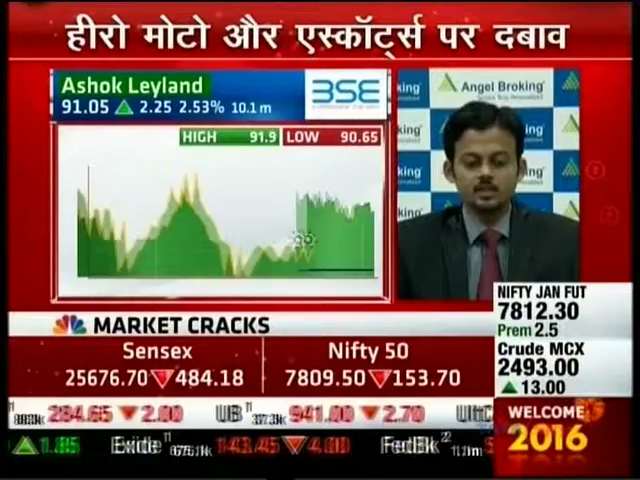 हीरो मोटो और एस्कॉर्ट्स पर दबाव
Ashok Leyland
91.05 ▲ 2.25 2.53% 10.1 m
BSE
HIGH 91.9 LOW 90.65
king Angel Broking
MARKET CRACKS
Sensex
25676.70 ▼ 484.18
Nifty 50
7809.50 ▼ 153.70
NIFTY JAN FUT
7812.30
Prem 2.5
Crude MCX
2493.00
▲ 13.00
284.65 ▼ 2.00 UB 941.00 ▼ 2.70
▲ 1.85 Exide 143.45 ▼ 4.00 FedBk
WELCOME
2016